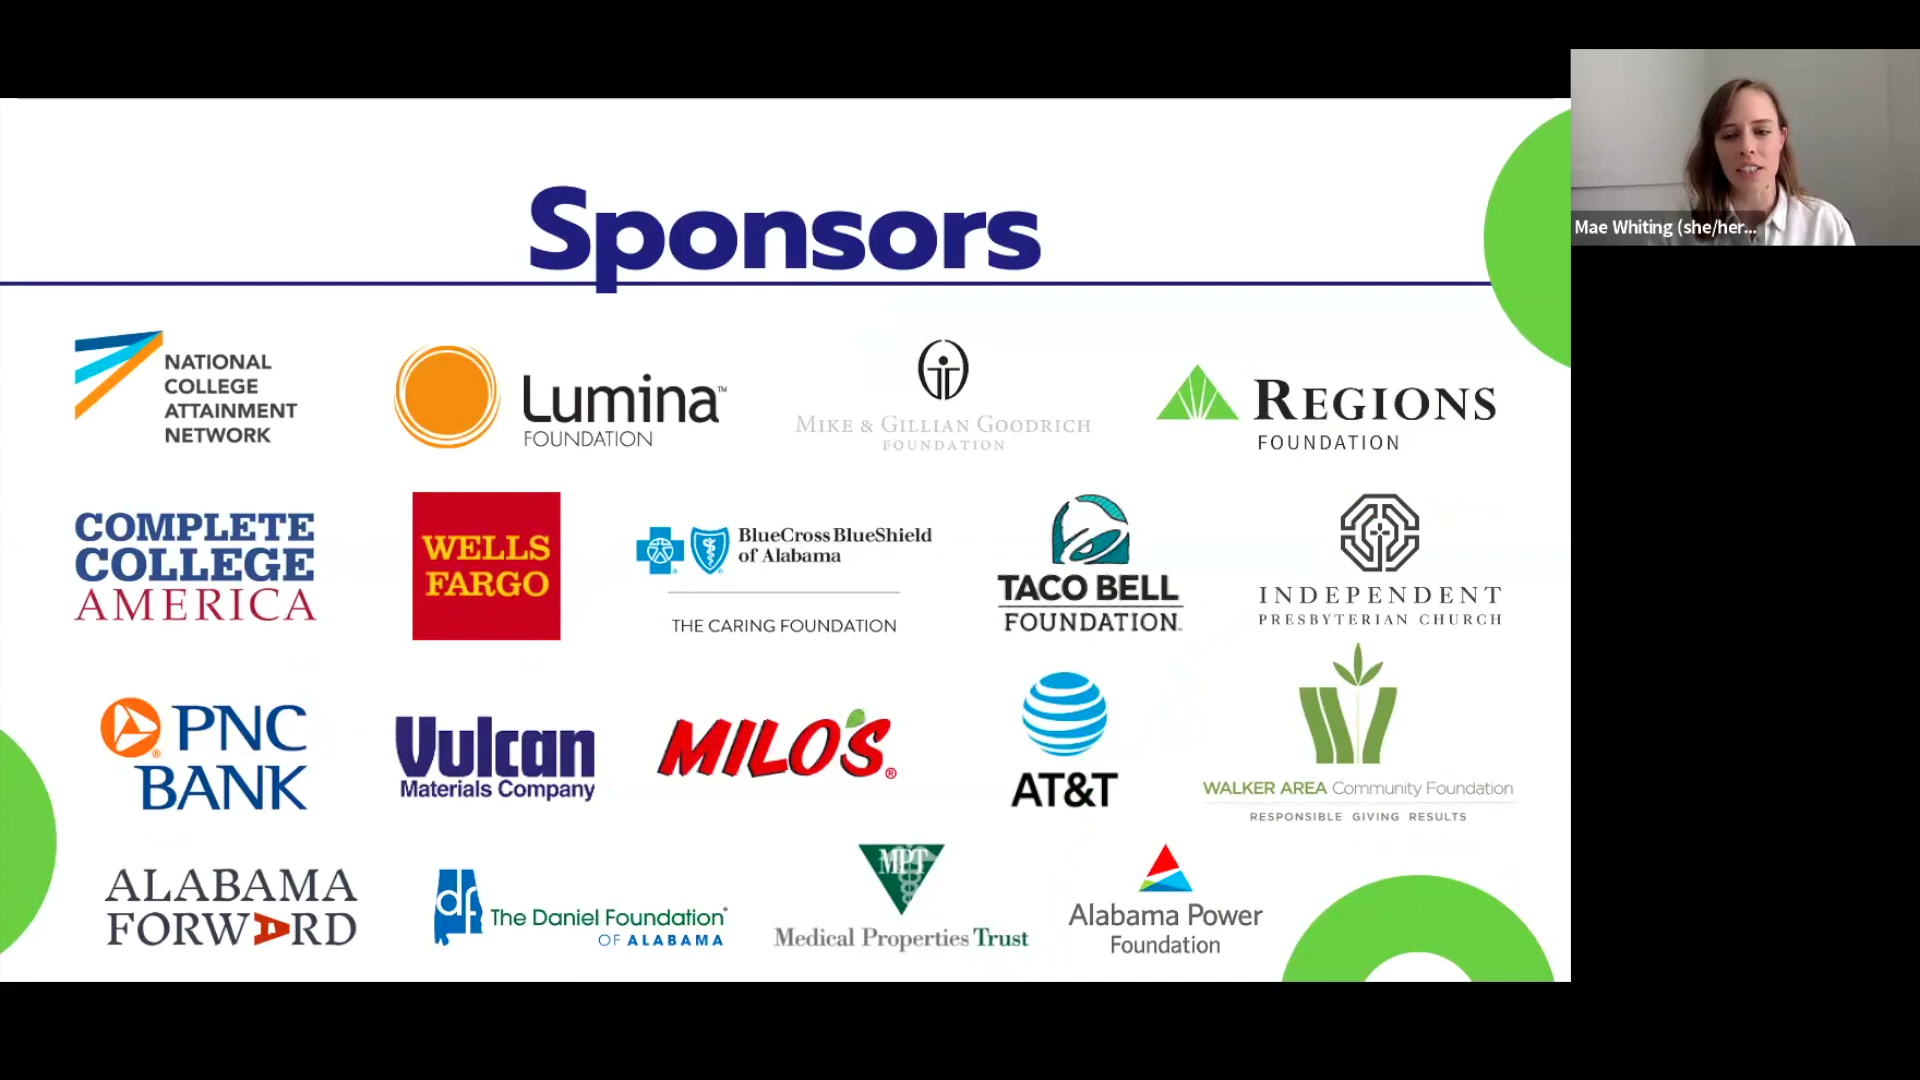 Sponsors
NATIONAL
COLLEGE
ATTAINMENT
NETWORK
Lumina™
FOUNDATION
MIKE & GILLIAN GOODRICH
FOUNDATION
REGIONS
FOUNDATION
COMPLETE
COLLEGE
AMERICA
WELLS
FARGO
BlueCross BlueShield
of Alabama
THE CARING FOUNDATION
TACO BELL
FOUNDATION
INDEPENDENT
PRESBYTERIAN CHURCH
PNC
BANK
Vulcan
Materials Company
MILO'S®
AT&T
WALKER AREA Community Foundation
RESPONSIBLE GIVING RESULTS
ALABAMA
FORWARD
df The Daniel Foundation
OF ALABAMA
MPT
Medical Properties Trust
Alabama Power
Foundation
Mae Whiting (she/her...